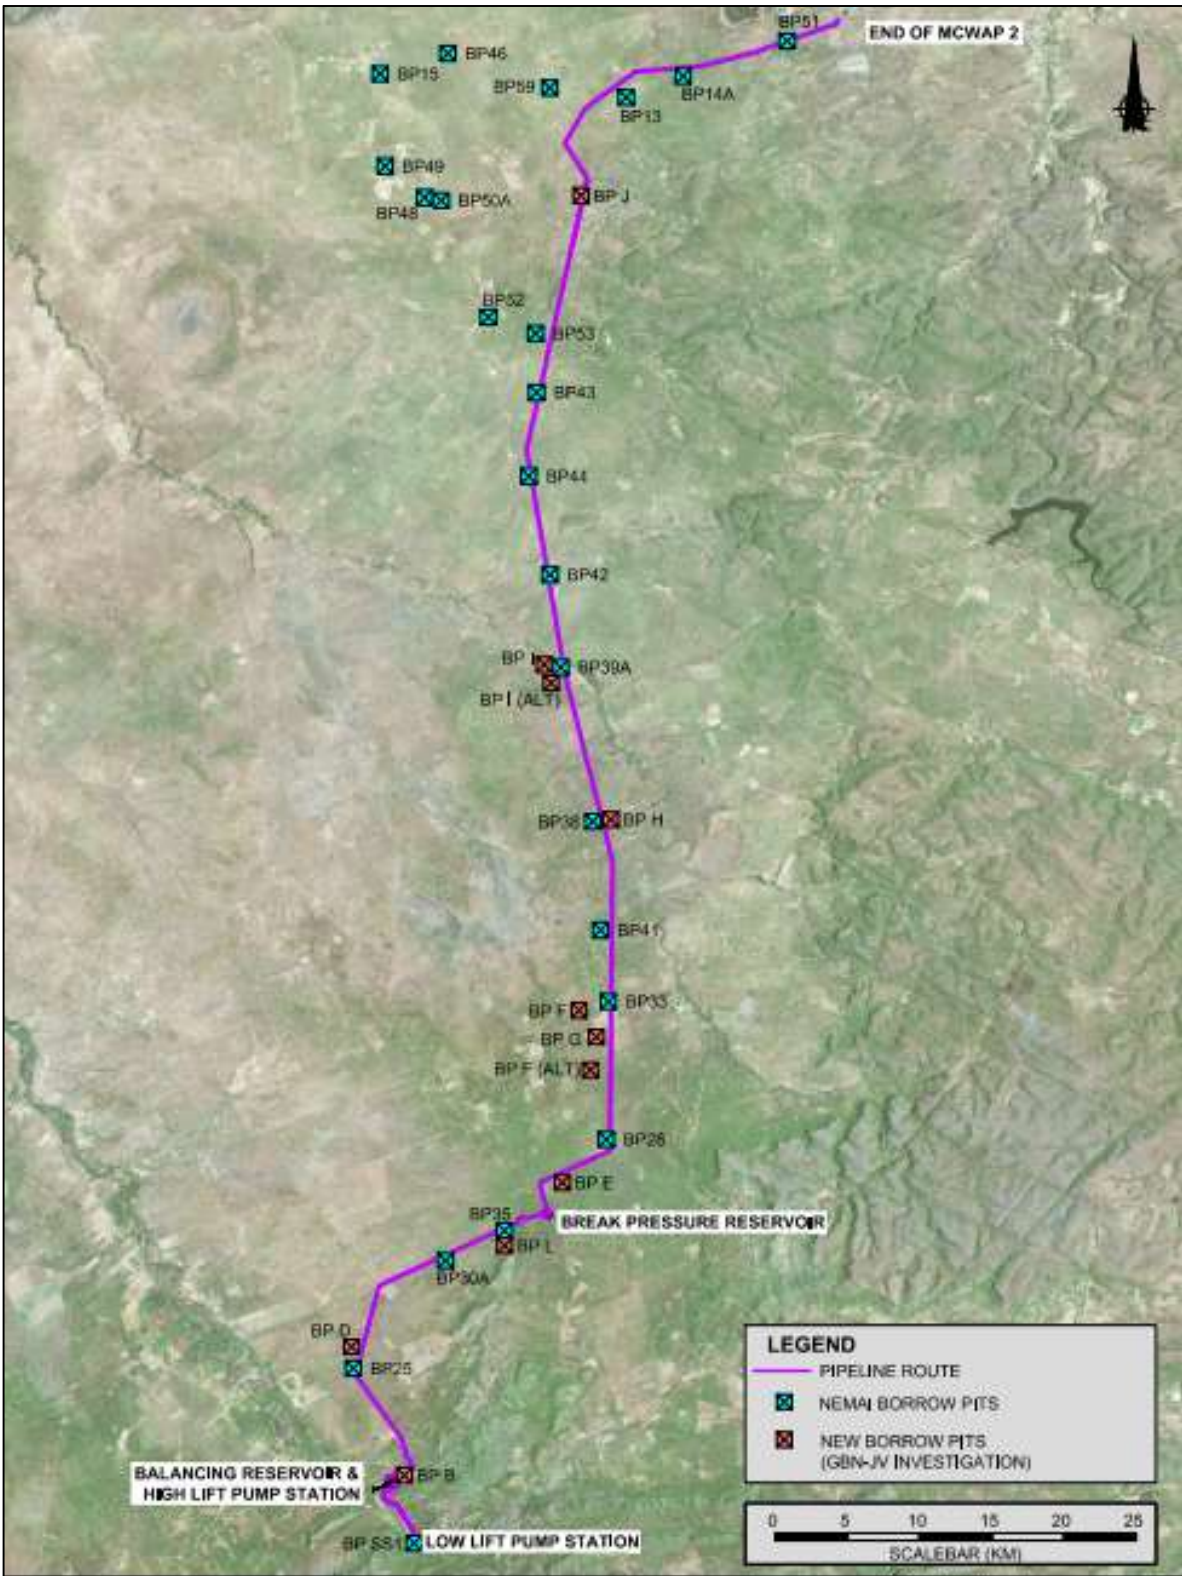 BP51
END OF MCWAP 2
BP46
BP15
BP59
BP14A
BP13
BP49
BP48
BP50A
BP J
BP52
BP53
BP43
BP44
BP42
BP I
BP39A
BP I (ALT)
BP38
BP H
BP41
BP33
BP F
BP G
BP F (ALT)
BP28
BP E
BP35
BREAK PRESSURE RESERVOIR
BP L
BP30A
BP D
BP25
BALANCING RESERVOIR &
HIGH LIFT PUMP STATION
BP B
BP SS1
LOW LIFT PUMP STATION
LEGEND
PIPELINE ROUTE
NEMAI BORROW PITS
NEW BORROW PITS
(GBN-JV INVESTIGATION)
0 5 10 15 20 25
SCALEBAR (KM)